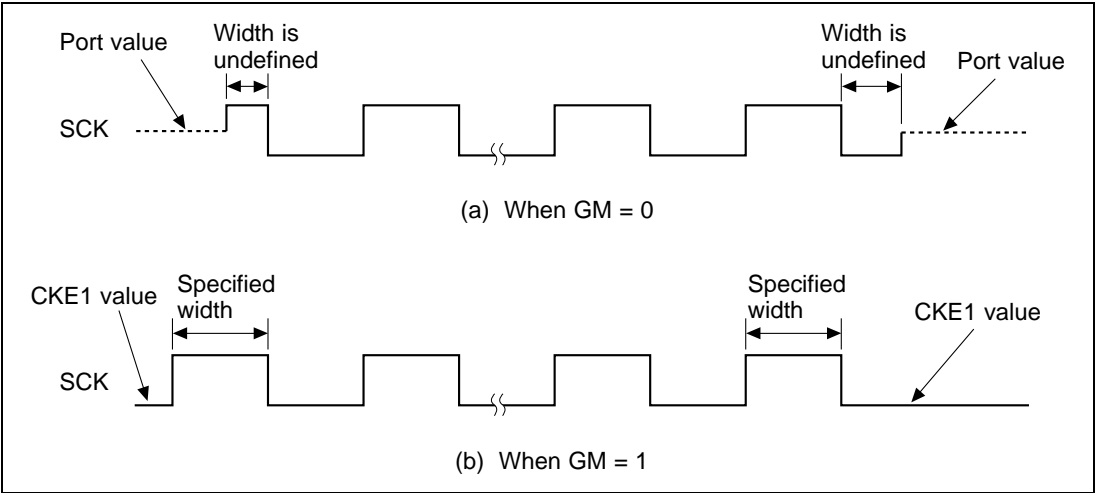 Port value
Width is
undefined
Width is
undefined
Port value
SCK
(a) When GM = 0
CKE1 value
Specified
width
Specified
width
CKE1 value
SCK
(b) When GM = 1